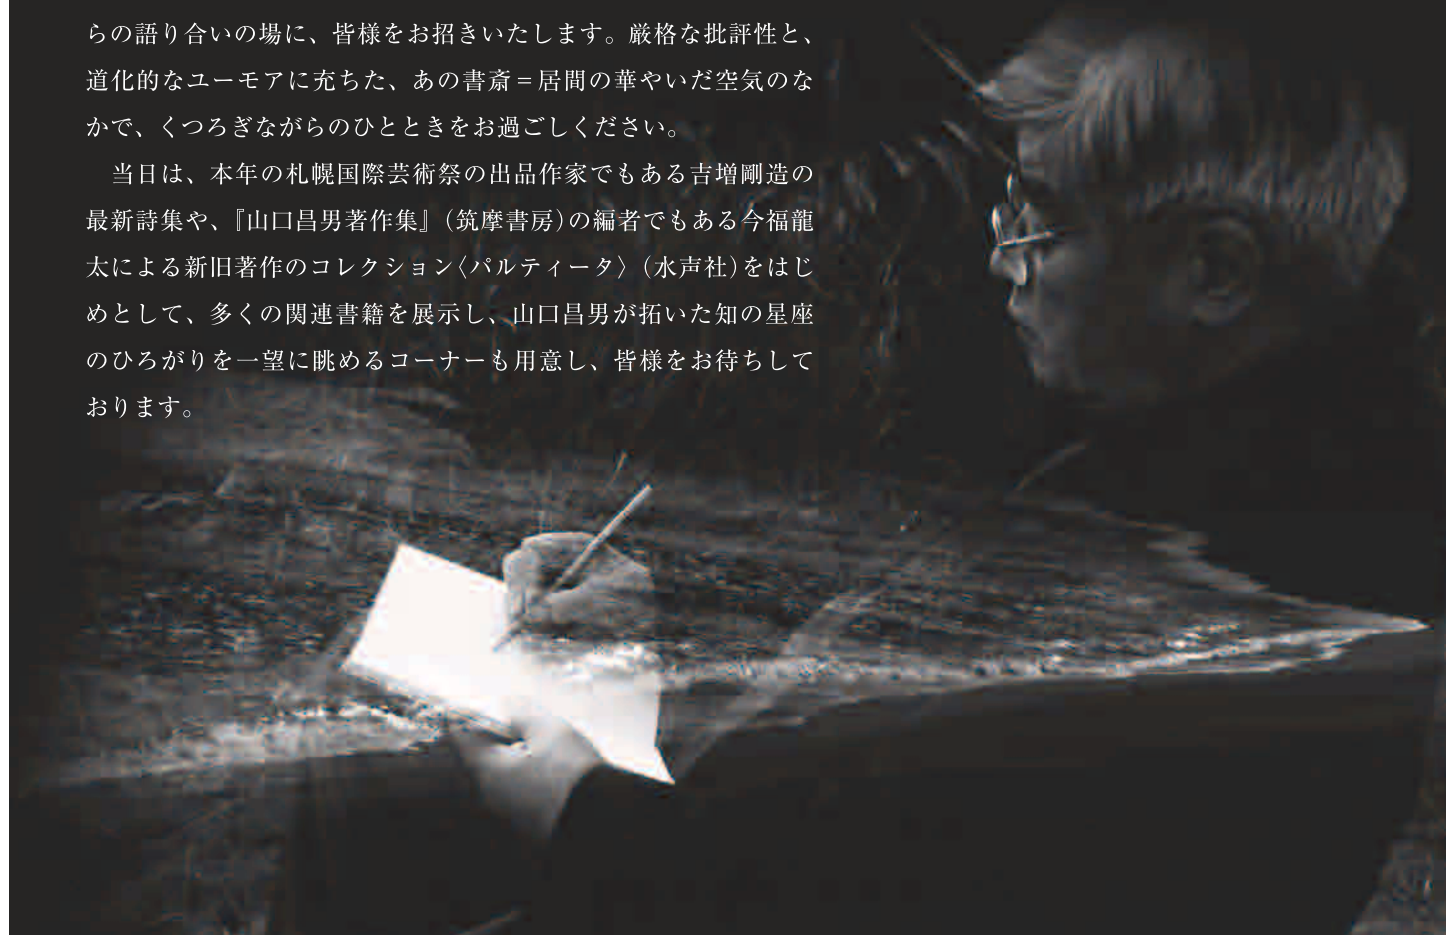 らの語り合いの場に、皆様をお招きいたします。厳格な批評性と、
道化的なユーモアに充ちた、あの書斎＝居間の華やいだ空気のな
かで、くつろぎながらのひとときをお過ごしください。
　当日は、本年の札幌国際芸術祭の出品作家でもある吉増剛造の
最新詩集や、『山口昌男著作集』（筑摩書房）の編者でもある今福龍
太による新旧著作のコレクション〈パルティータ〉（水声社）をはじ
めとして、多くの関連書籍を展示し、山口昌男が拓いた知の星座
のひろがりを一望に眺めるコーナーも用意し、皆様をお待ちして
おります。